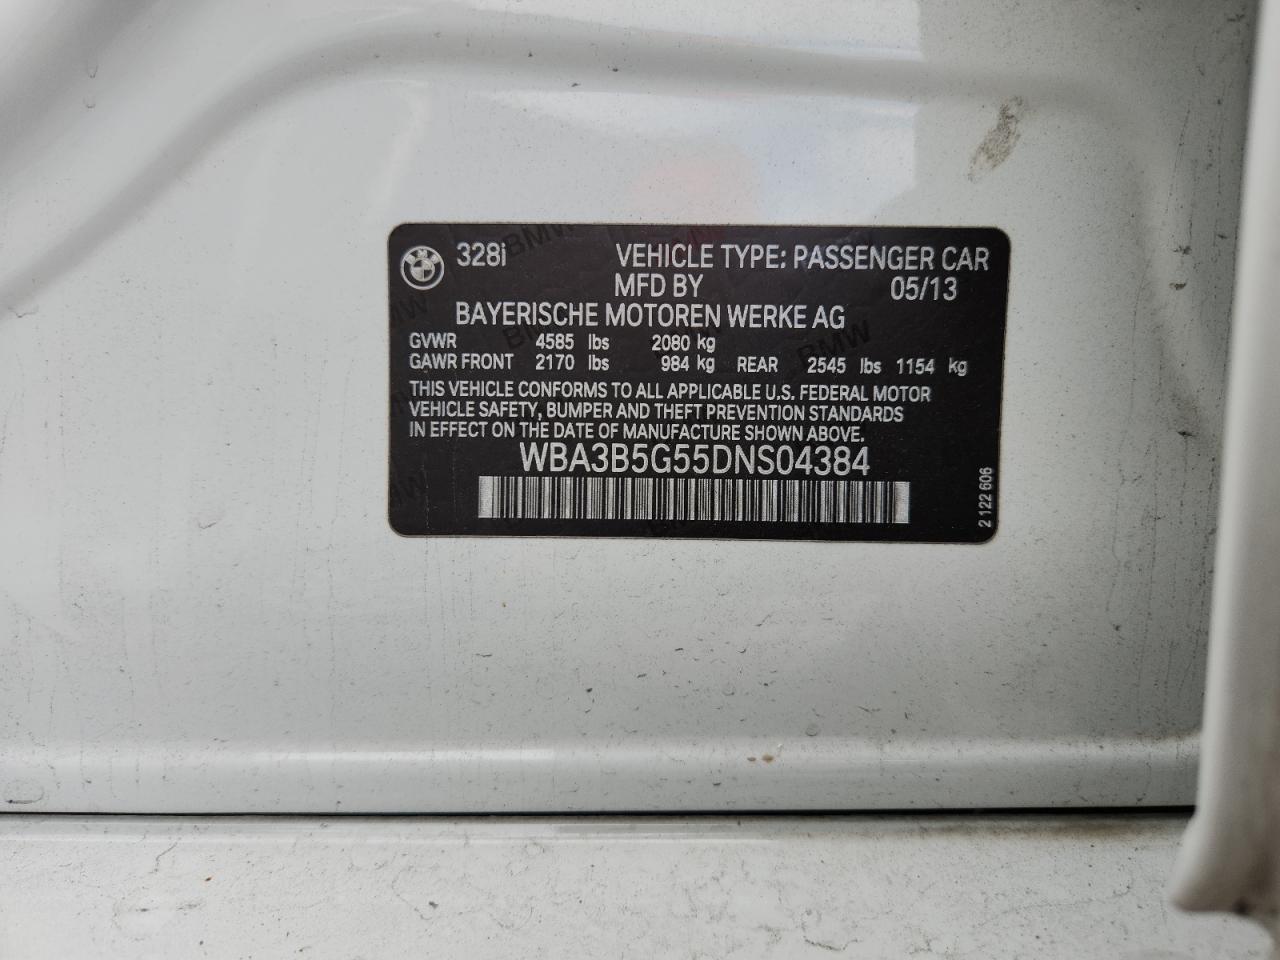 BMW 328i VEHICLE TYPE: PASSENGER CAR
MFD BY 05/13
BAYERISCHE MOTOREN WERKE AG
GVWR 4585 lbs 2080 kg
GAWR FRONT 2170 lbs 984 kg REAR 2545 lbs 1154 kg
THIS VEHICLE CONFORMS TO ALL APPLICABLE U.S. FEDERAL MOTOR
VEHICLE SAFETY, BUMPER AND THEFT PREVENTION STANDARDS
IN EFFECT ON THE DATE OF MANUFACTURE SHOWN ABOVE.
WBA3B5G55DNS04384
2 122 606